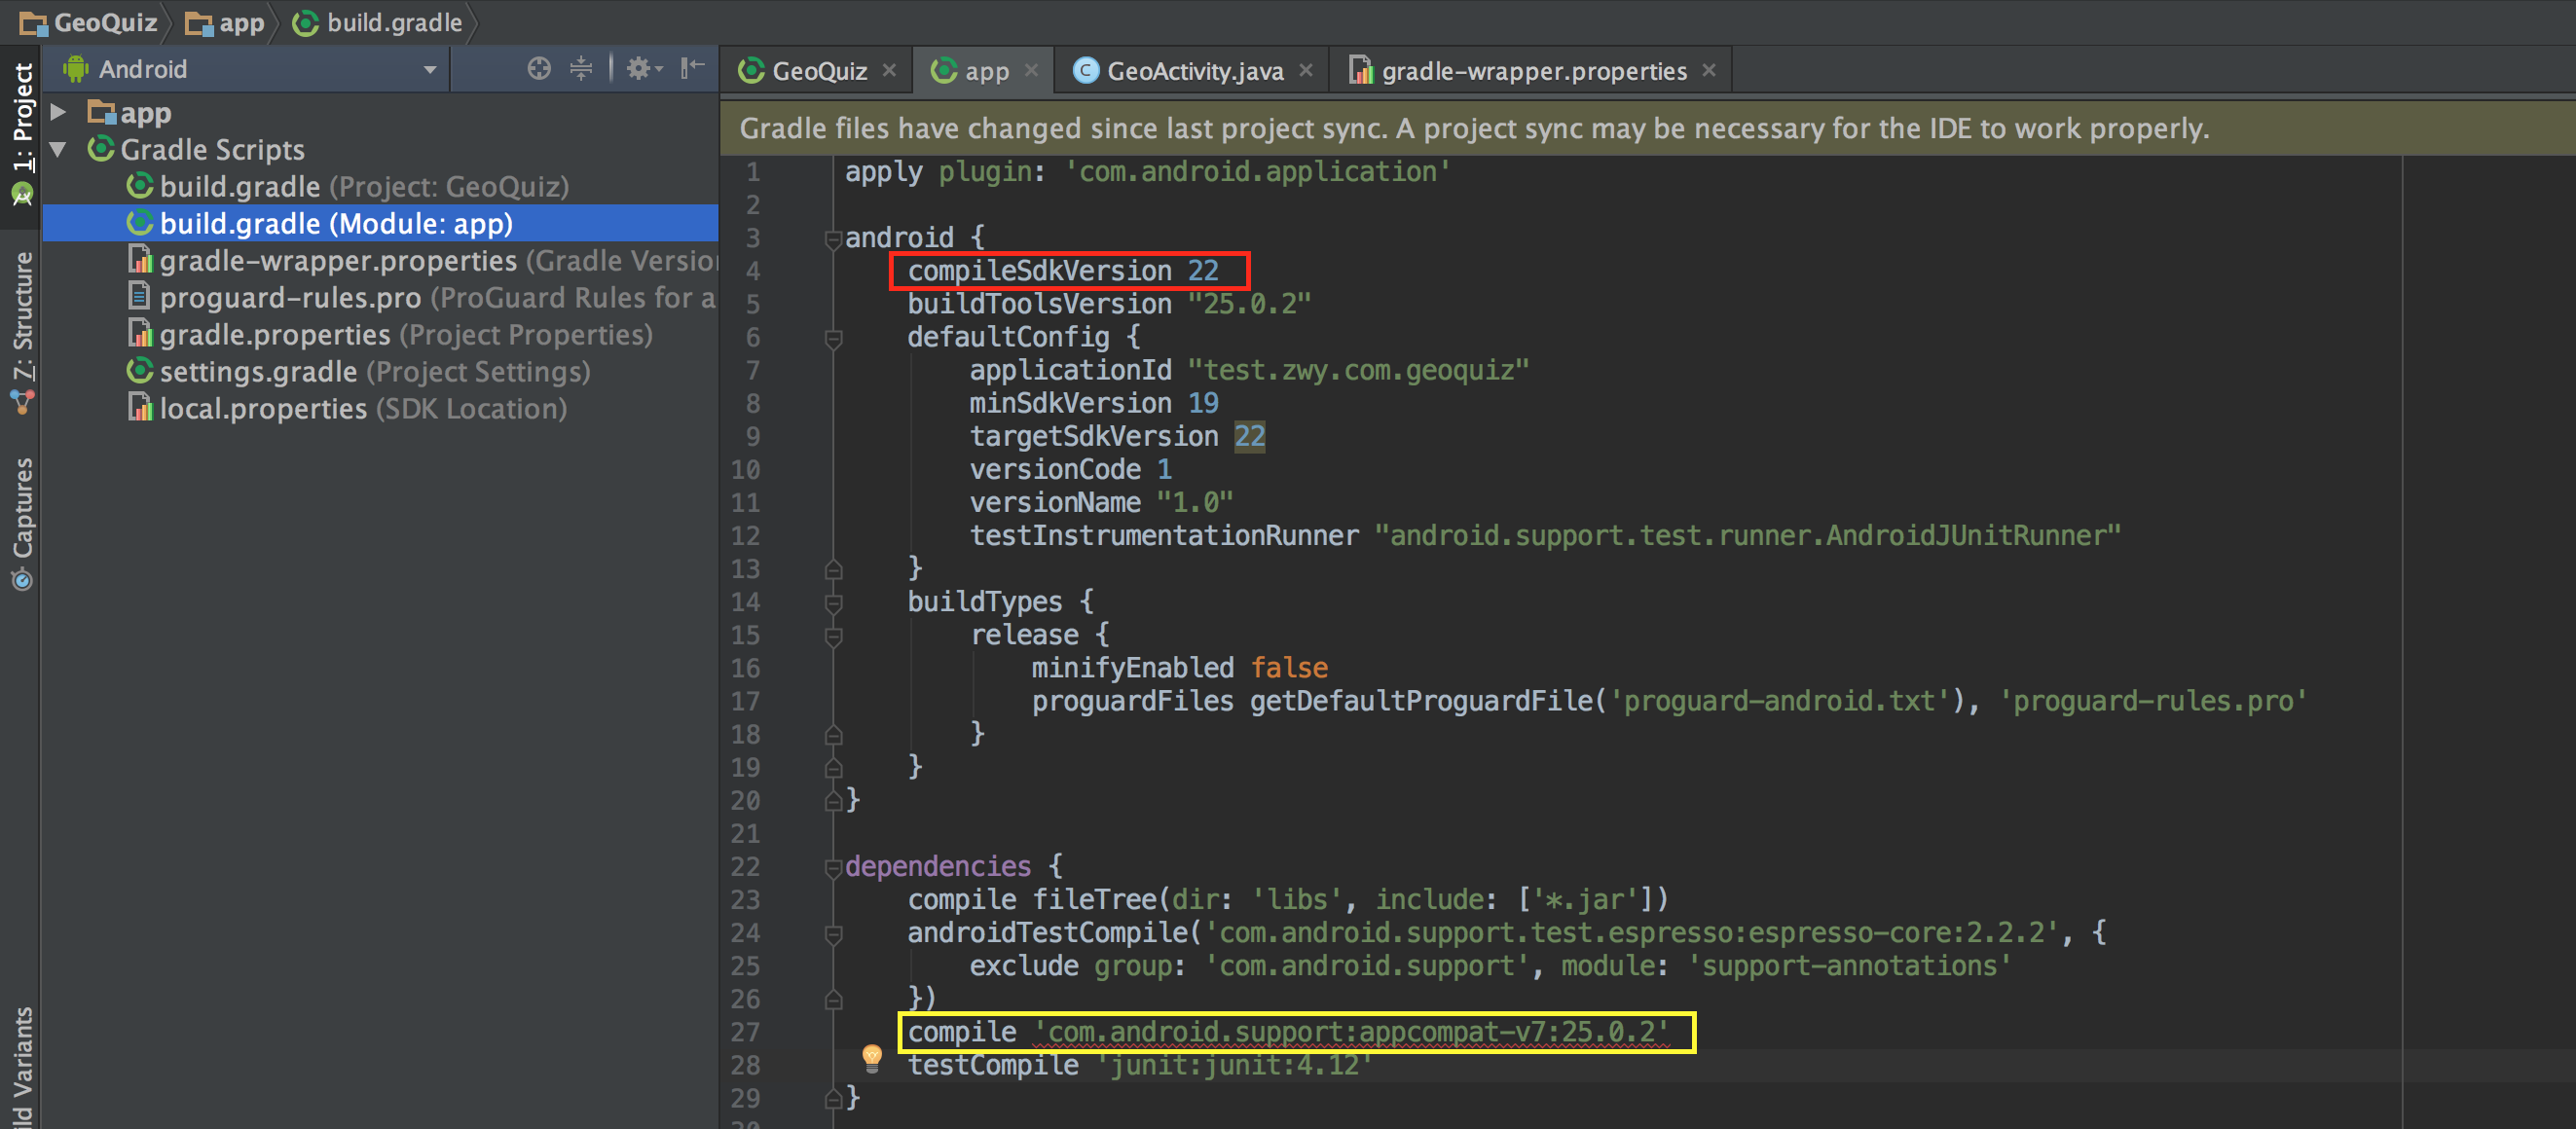 GeoQuiz app build.gradle
1: Project
7: Structure
Captures
Build Variants
Android
app
Gradle Scripts
build.gradle (Project: GeoQuiz)
build.gradle (Module: app)
gradle-wrapper.properties (Gradle Version
proguard-rules.pro (ProGuard Rules for a
gradle.properties (Project Properties)
settings.gradle (Project Settings)
local.properties (SDK Location)
GeoQuiz app GeoActivity.java gradle-wrapper.properties
Gradle files have changed since last project sync. A project sync may be necessary for the IDE to work properly.
1 apply plugin: 'com.android.application'
2
3 android {
4 compileSdkVersion 22
5 buildToolsVersion "25.0.2"
6 defaultConfig {
7 applicationId "test.zwy.com.geoquiz"
8 minSdkVersion 19
9 targetSdkVersion 22
10 versionCode 1
11 versionName "1.0"
12 testInstrumentationRunner "android.support.test.runner.AndroidJUnitRunner"
13 }
14 buildTypes {
15 release {
16 minifyEnabled false
17 proguardFiles getDefaultProguardFile('proguard-android.txt'), 'proguard-rules.pro'
18 }
19 }
20 }
21
22 dependencies {
23 compile fileTree(dir: 'libs', include: ['*.jar'])
24 androidTestCompile('com.android.support.test.espresso:espresso-core:2.2.2', {
25 exclude group: 'com.android.support', module: 'support-annotations'
26 })
27 compile 'com.android.support:appcompat-v7:25.0.2'
28 testCompile 'junit:junit:4.12'
29 }
30